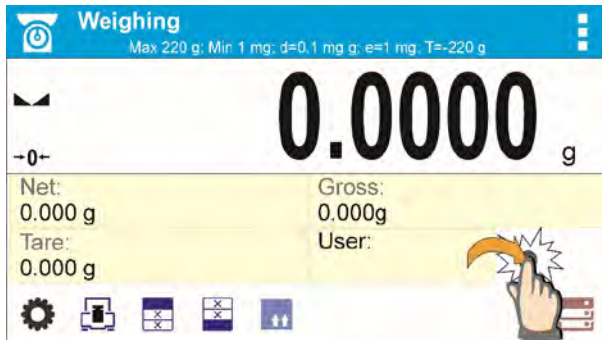 Weighing
Max 220 g; Min 1 mg; d=0.1 mg g; e=1 mg; T=-220 g
0.0000 g
→0←
Net:
Gross:
0.000 g
0.000g
Tare:
User:
0.000 g